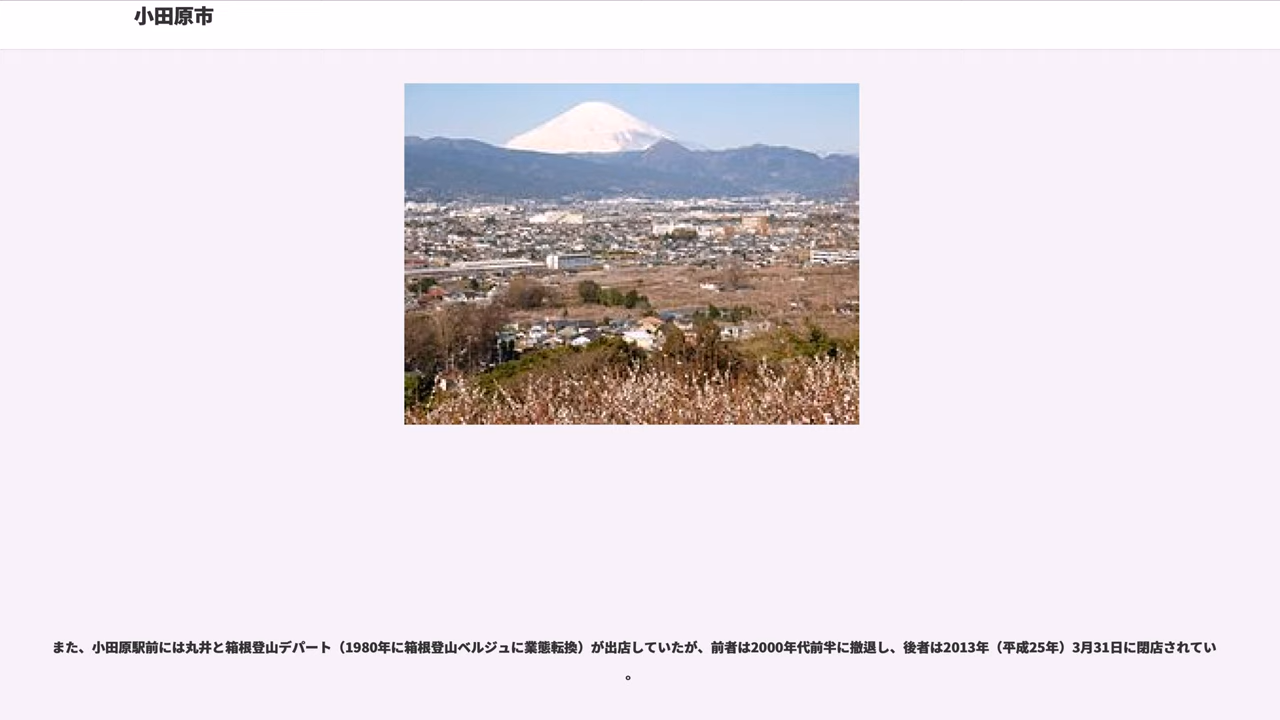 小田原市
また、小田原駅前には丸井と箱根登山デパート（1980年に箱根登山ベルジュに業態転換）が出店していたが、前者は2000年代前半に撤退し、後者は2013年（平成25年）3月31日に閉店されてい
。